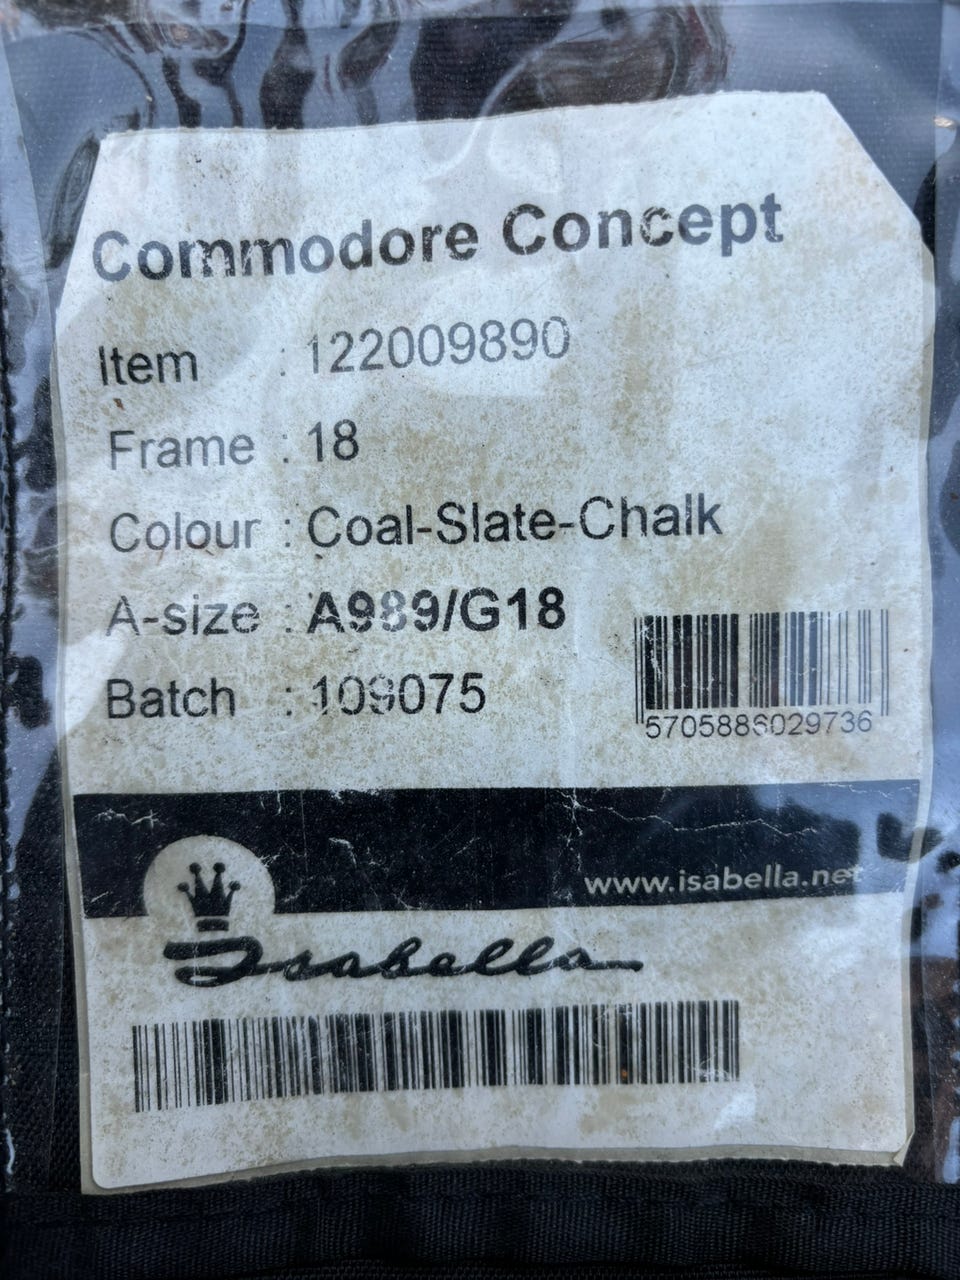 Commodore Concept
Item : 122009890
Frame : 18
Colour : Coal-Slate-Chalk
A-size : A989/G18
Batch : 109075
5705886029736
www.isabella.net
Isabella